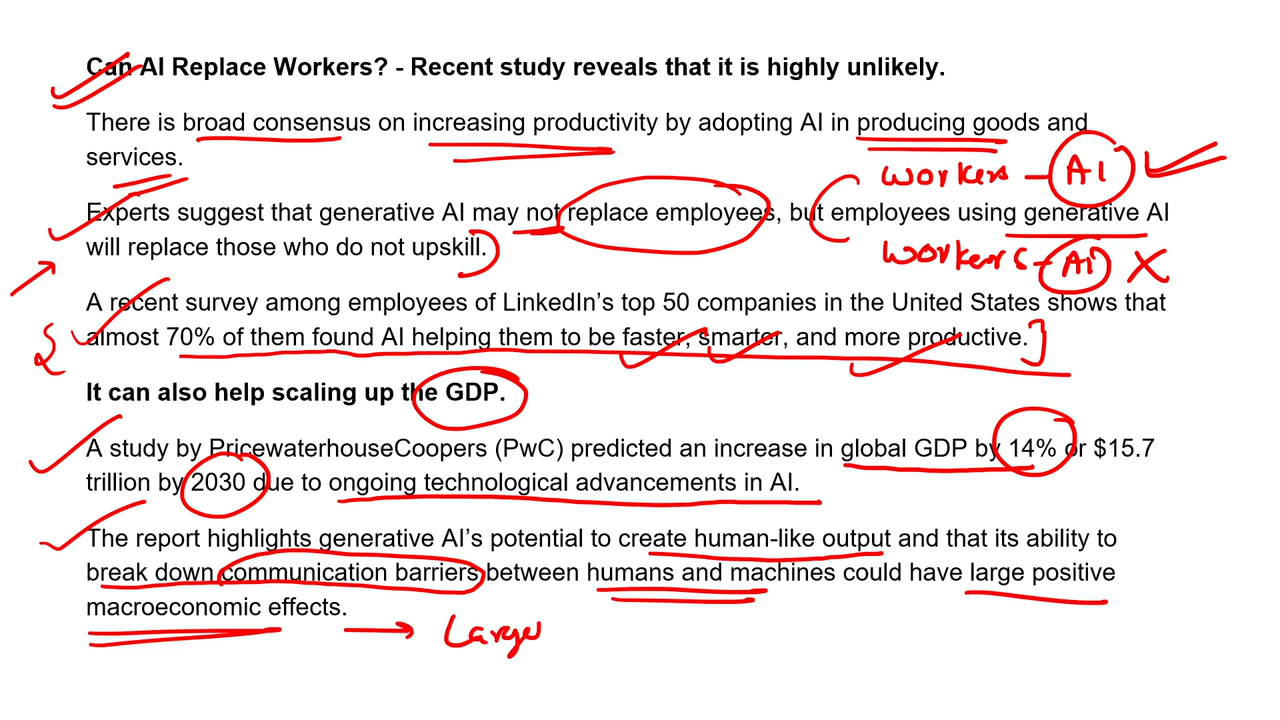 Can AI Replace Workers? - Recent study reveals that it is highly unlikely.
There is broad consensus on increasing productivity by adopting AI in producing goods and
services.
workers - AI
Experts suggest that generative AI may not replace employees, but employees using generative AI
will replace those who do not upskill.
workers - AI X
A recent survey among employees of LinkedIn's top 50 companies in the United States shows that
almost 70% of them found AI helping them to be faster, smarter, and more productive.
It can also help scaling up the GDP.
A study by PricewaterhouseCoopers (PwC) predicted an increase in global GDP by 14% or $15.7
trillion by 2030 due to ongoing technological advancements in AI.
The report highlights generative AI's potential to create human-like output and that its ability to
break down communication barriers between humans and machines could have large positive
macroeconomic effects.
Large